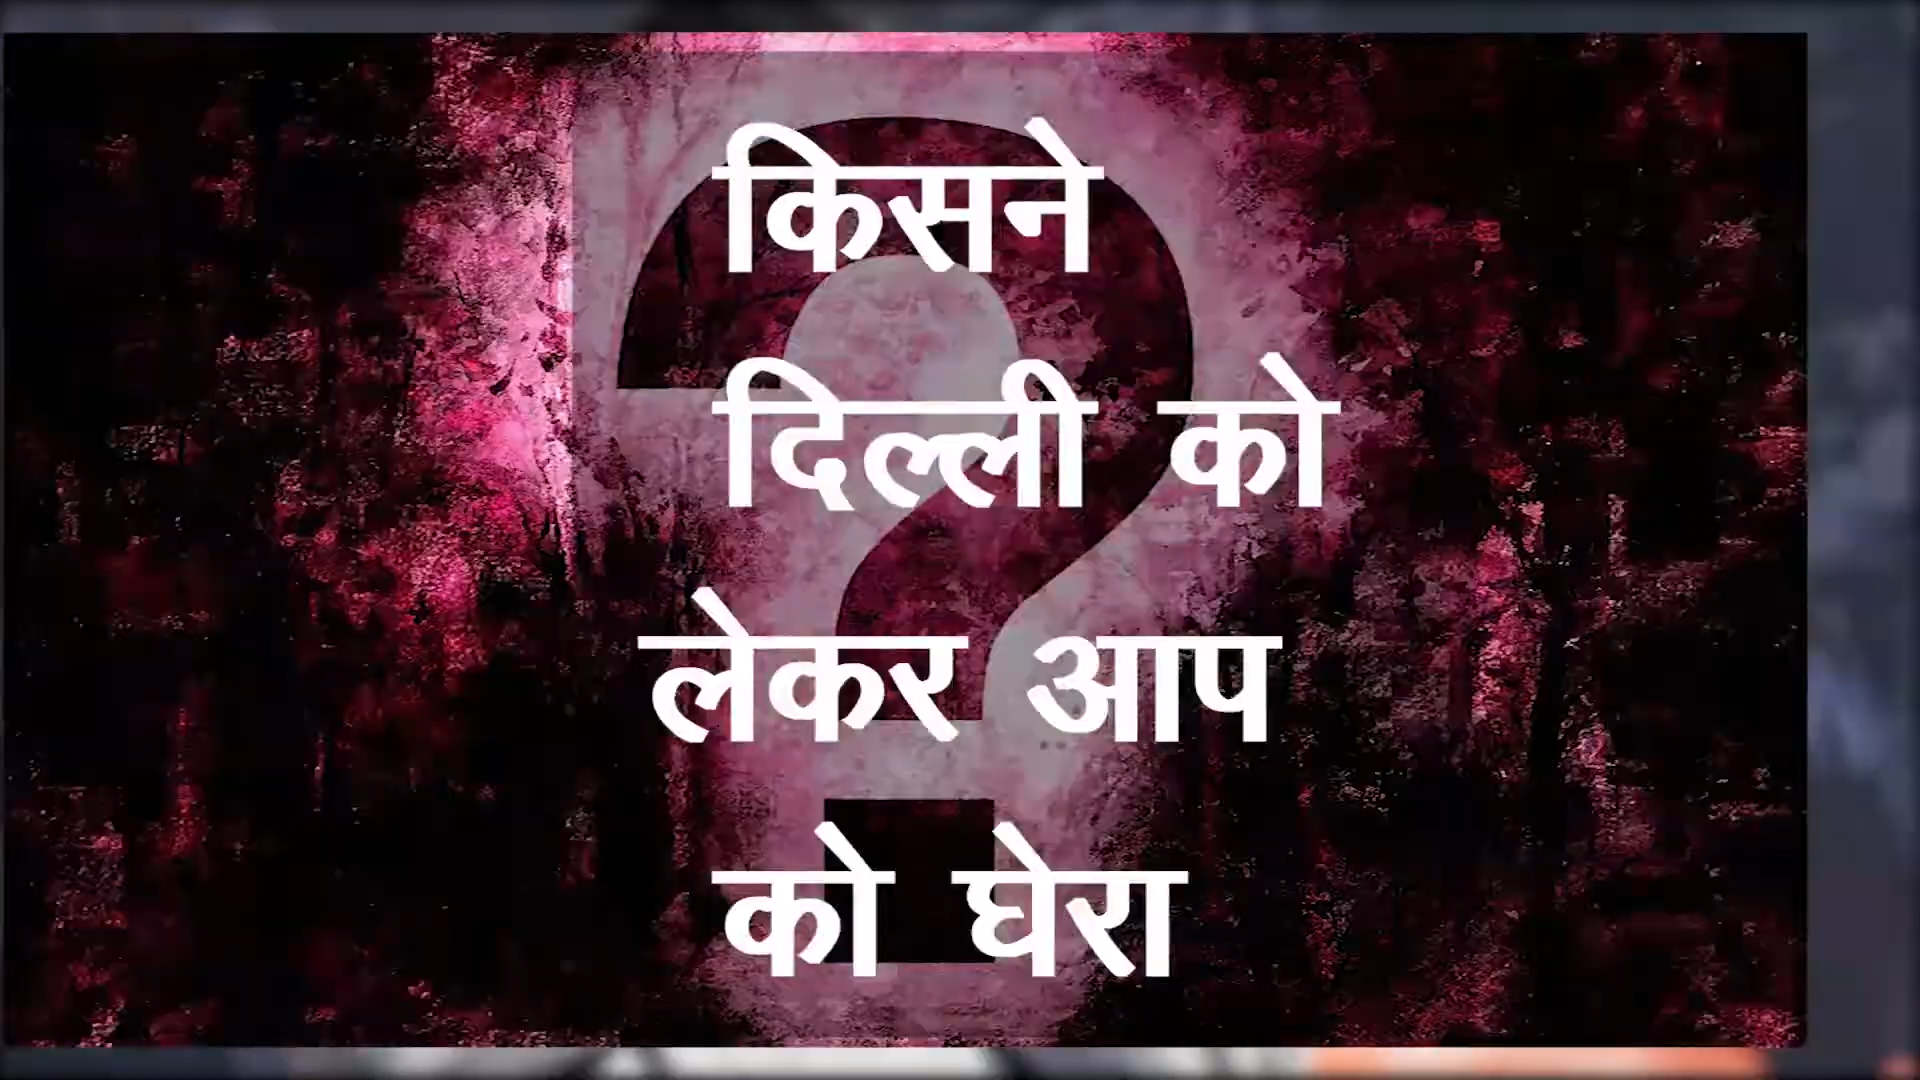 किसने
दिल्ली को
लेकर आप
को घेरा